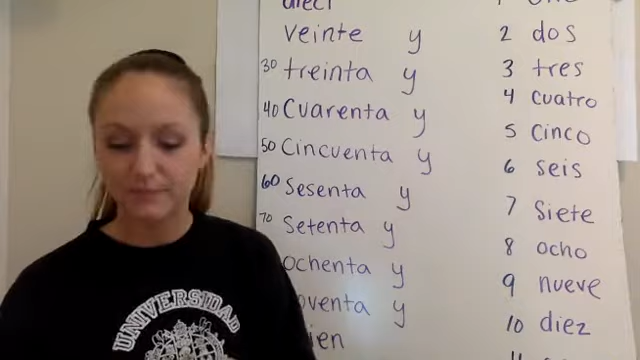 veinte y
30 treinta y
40 Cuarenta y
50 Cincuenta y
60 Sesenta y
70 Setenta y
ochenta y
y
2 dos
3 tres
4 cuatro
5 cinco
6 seis
7 Siete
8 ocho
9 nueve
10 diez
UNIVERSIDAD